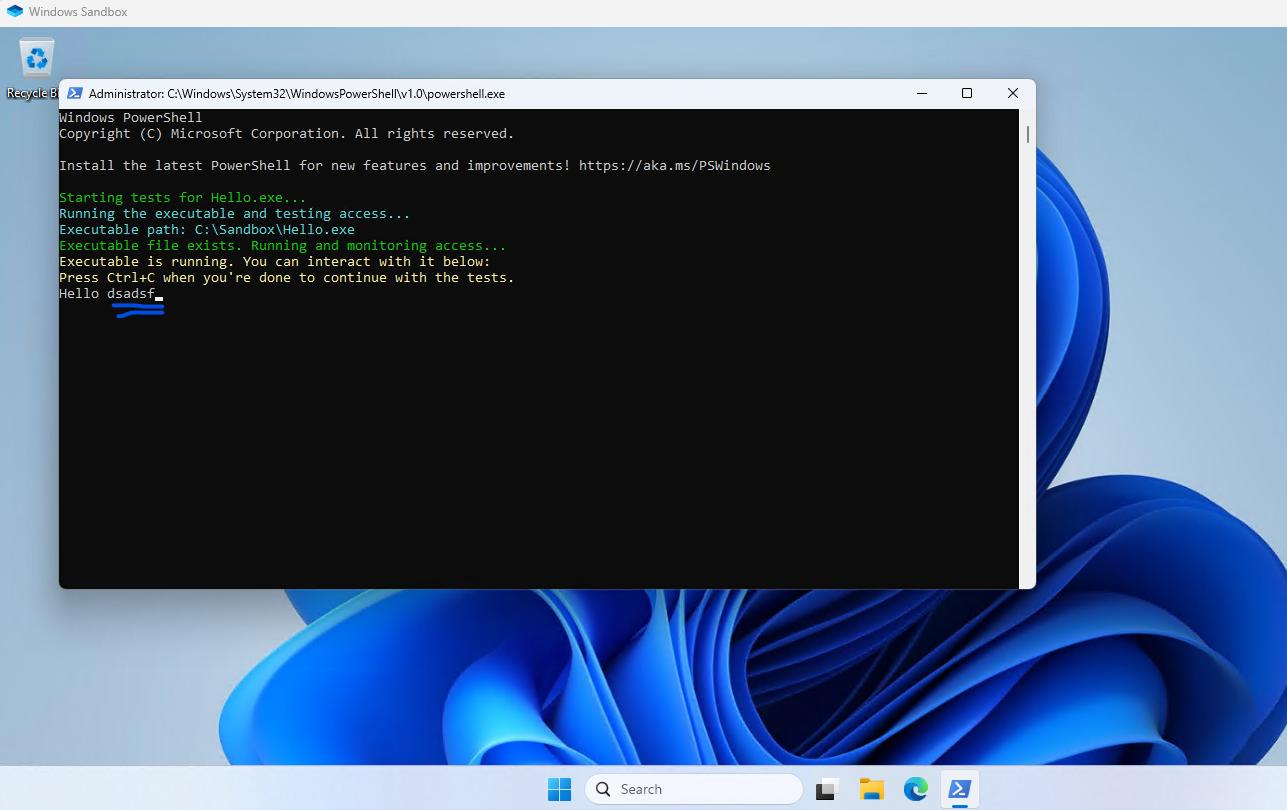 Windows Sandbox
Recycle B
Administrator: C:\Windows\System32\WindowsPowerShell\v1.0\powershell.exe
Windows PowerShell
Copyright (C) Microsoft Corporation. All rights reserved.
Install the latest PowerShell for new features and improvements! https://aka.ms/PSWindows
Starting tests for Hello.exe...
Running the executable and testing access...
Executable path: C:\Sandbox\Hello.exe
Executable file exists. Running and monitoring access...
Executable is running. You can interact with it below:
Press Ctrl+C when you're done to continue with the tests.
Hello dsadsf
Search